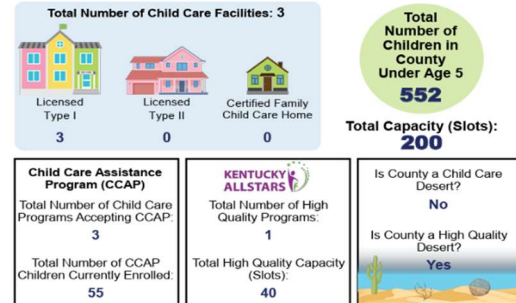 Total Number of Child Care Facilities: 3
Licensed
Type I
3
Licensed
Type II
0
Certified Family
Child Care Home
0
Total
Number of
Children in
County
Under Age 5
552
Total Capacity (Slots):
200
Child Care Assistance
Program (CCAP)
Total Number of Child Care
Programs Accepting CCAP:
3
Total Number of CCAP
Children Currently Enrolled:
55
KENTUCKY
ALLSTARS
Total Number of High
Quality Programs:
1
Total High Quality Capacity
(Slots):
40
Is County a Child Care
Desert?
No
Is County a High Quality
Desert?
Yes